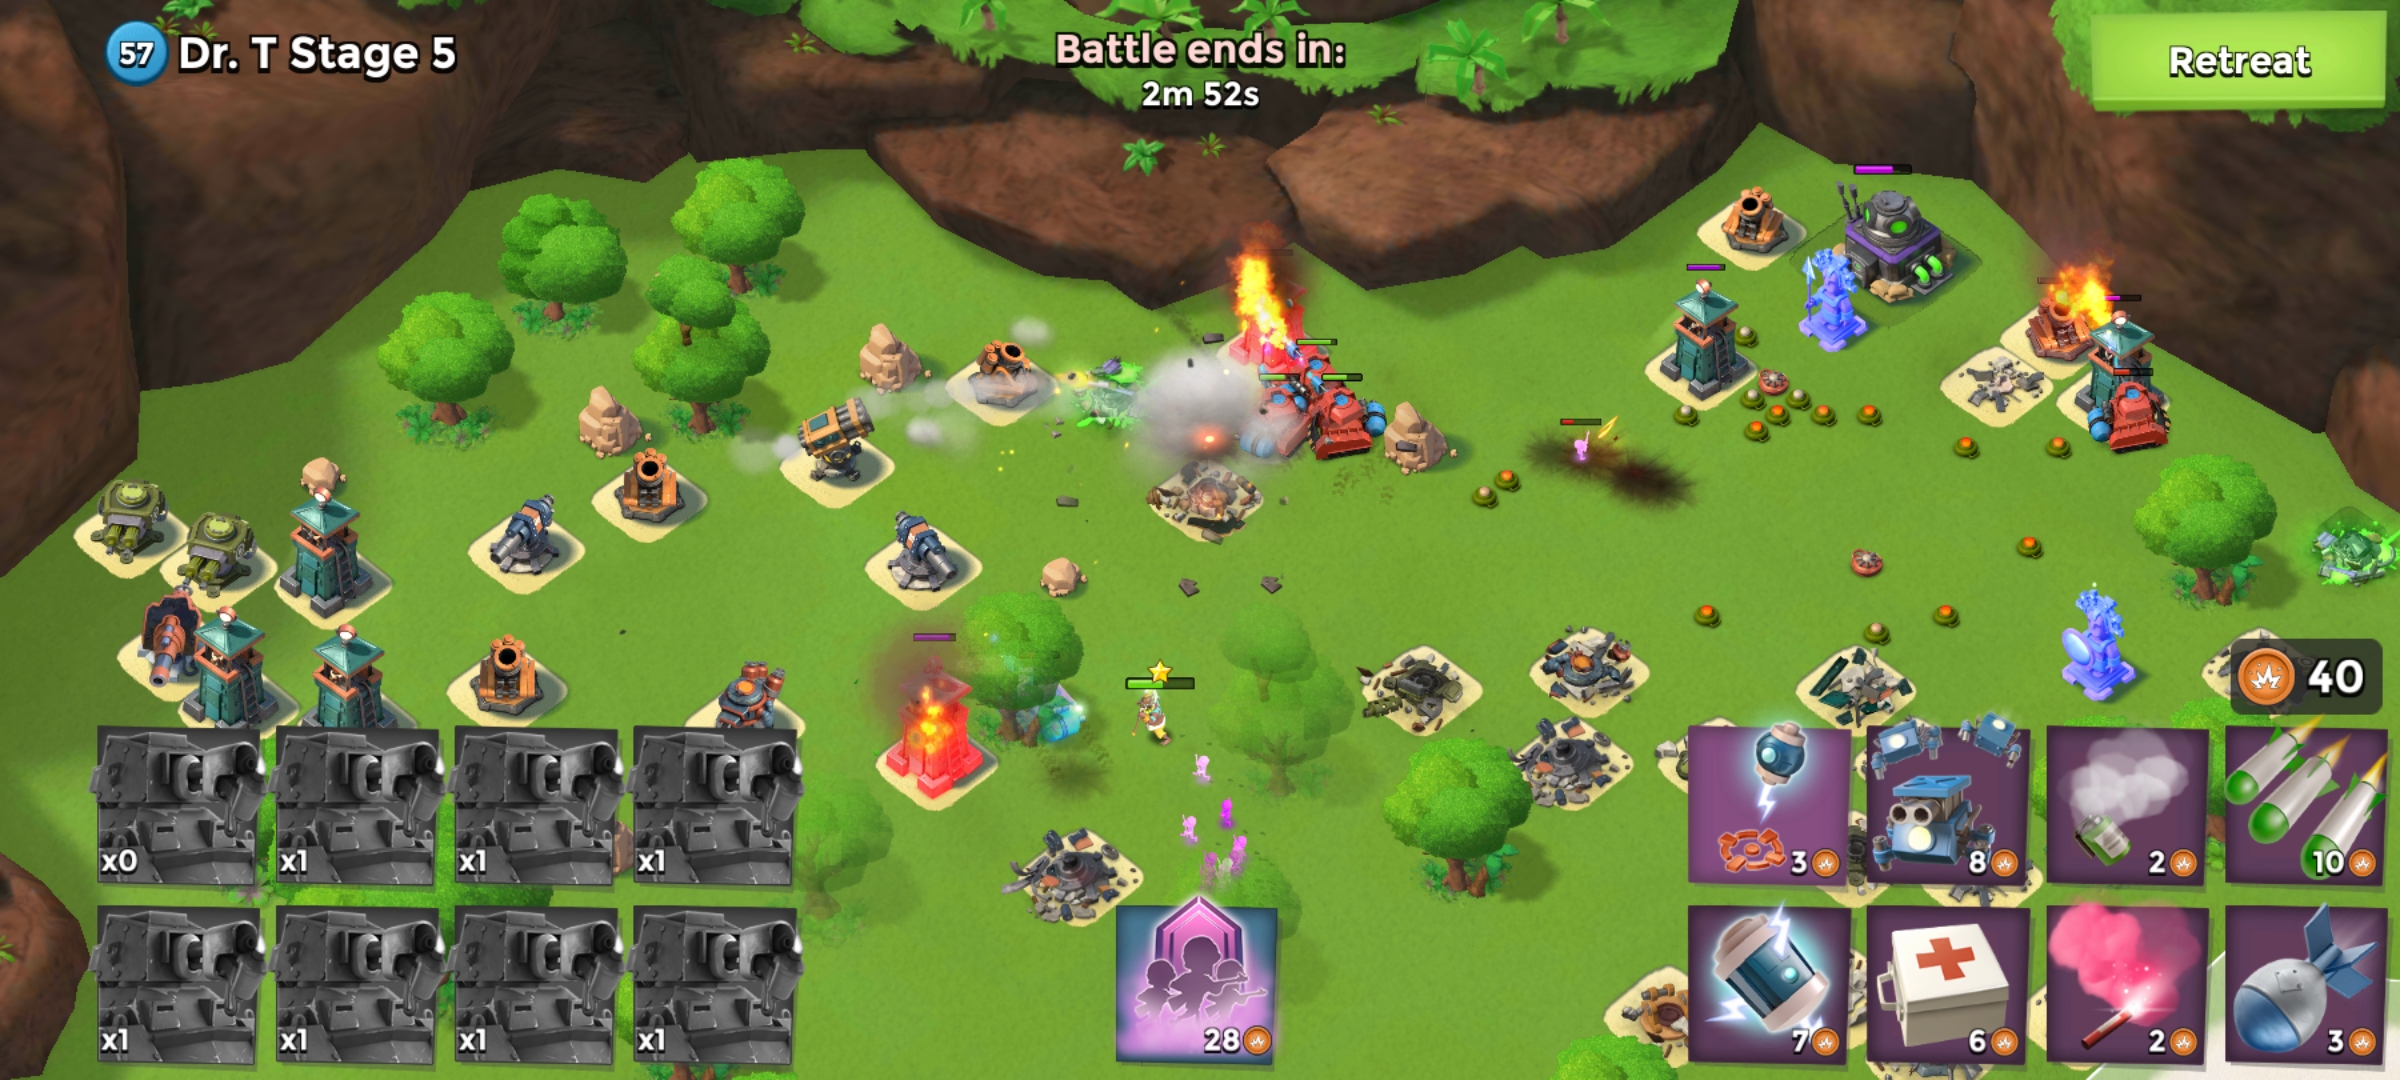 57 Dr. T Stage 5
Battle ends in:
2m 52s
Retreat
40
x0 x1 x1 x1
3 8 2 10
x1 x1 x1 x1
28
7 6 2 3